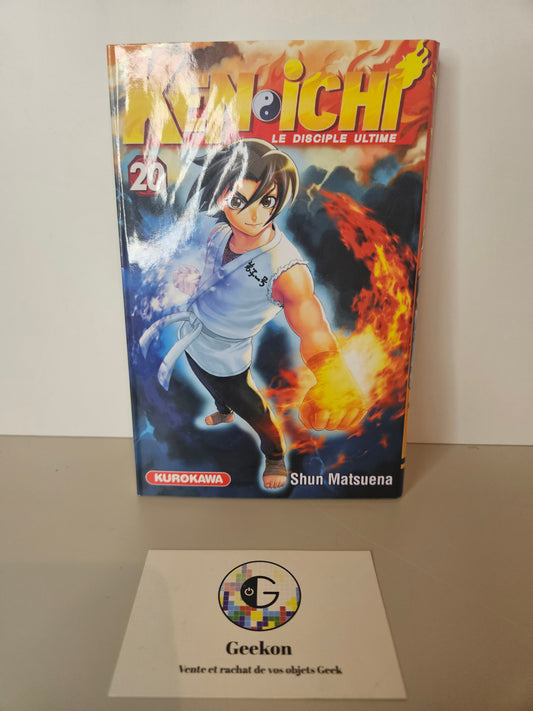 KEN ICHI
LE DISCIPLE ULTIME
20
KUROKAWA
Shun Matsuena
G
Geekon
Vente et rachat de vos objets Geek